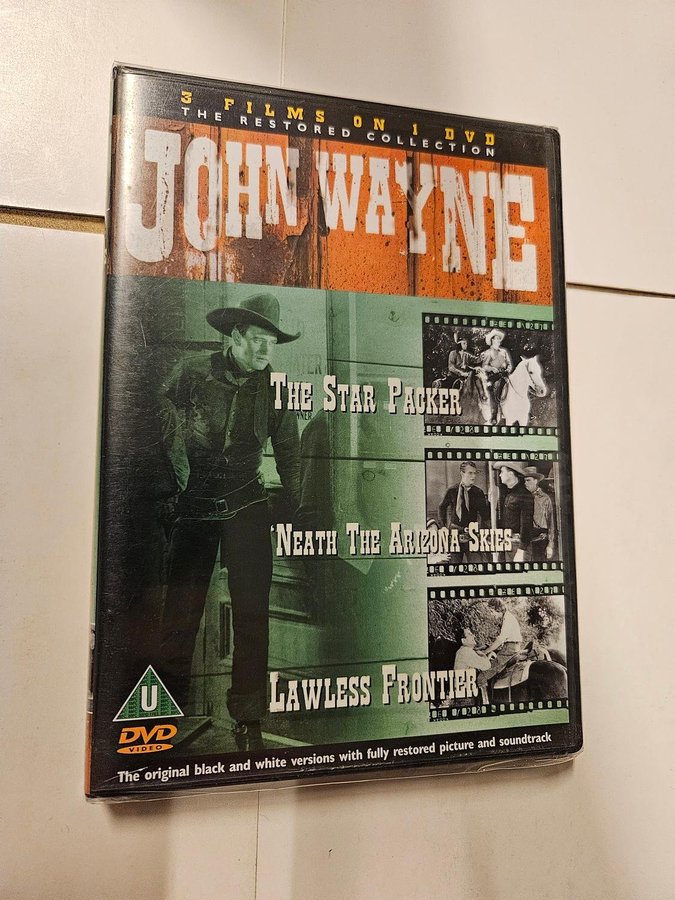 3 FILMS ON 1 DVD
THE RESTORED COLLECTION
JOHN WAYNE
THE STAR PACKER
'NEATH THE ARIZONA SKIES
LAWLESS FRONTIER
U
DVD
VIDEO
The original black and white versions with fully restored picture and soundtrack